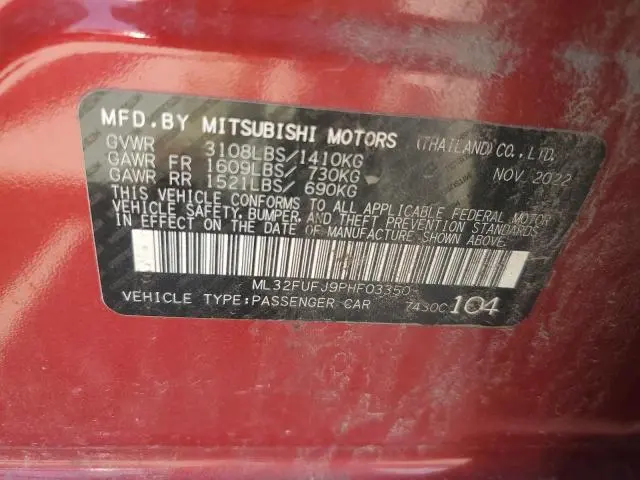 MFD.BY MITSUBISHI MOTORS (THAILAND)CO.,LTD.
GVWR 3108LBS/1410KG NOV 2022
GAWR FR 1609LBS/ 730KG
GAWR RR 1521LBS/ 690KG
THIS VEHICLE CONFORMS TO ALL APPLICABLE FEDERAL MOTOR
VEHICLE SAFETY, BUMPER, AND THEFT PREVENTION STANDARDS
IN EFFECT ON THE DATE OF MANUFACTURE SHOWN ABOVE.
ML32FUFJ9PHF03350
VEHICLE TYPE:PASSENGER CAR 7430C 104